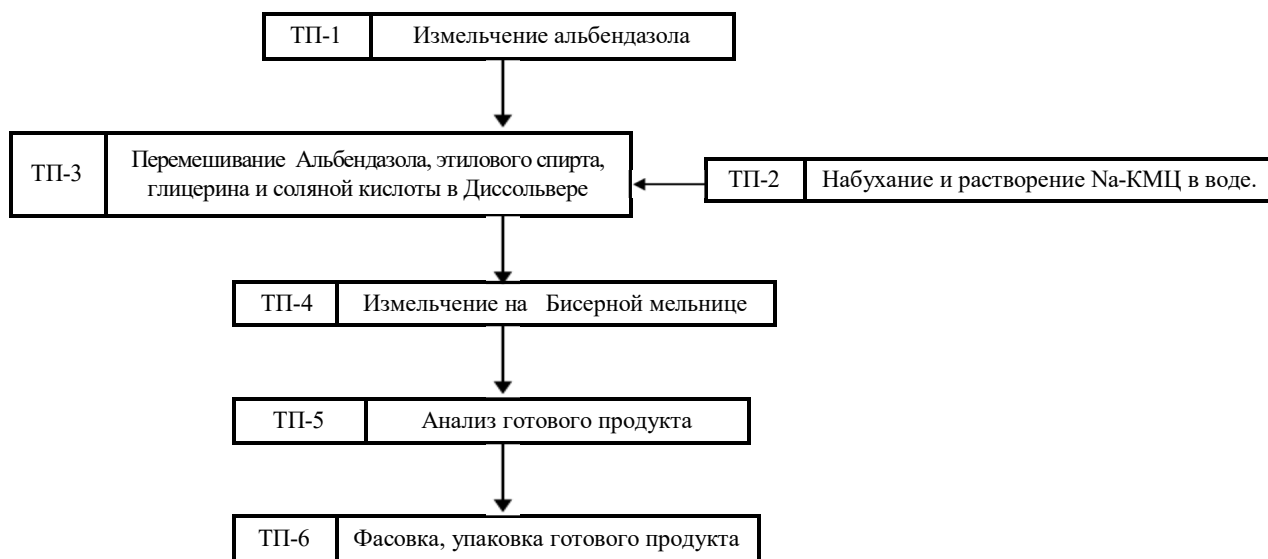 ТП-1 Измельчение альбендазола
ТП-3 Перемешивание Альбендазола, этилового спирта,
глицерина и соляной кислоты в Диссольвере
ТП-2 Набухание и растворение Na-КМЦ в воде.
ТП-4 Измельчение на Бисерной мельнице
ТП-5 Анализ готового продукта
ТП-6 Фасовка, упаковка готового продукта